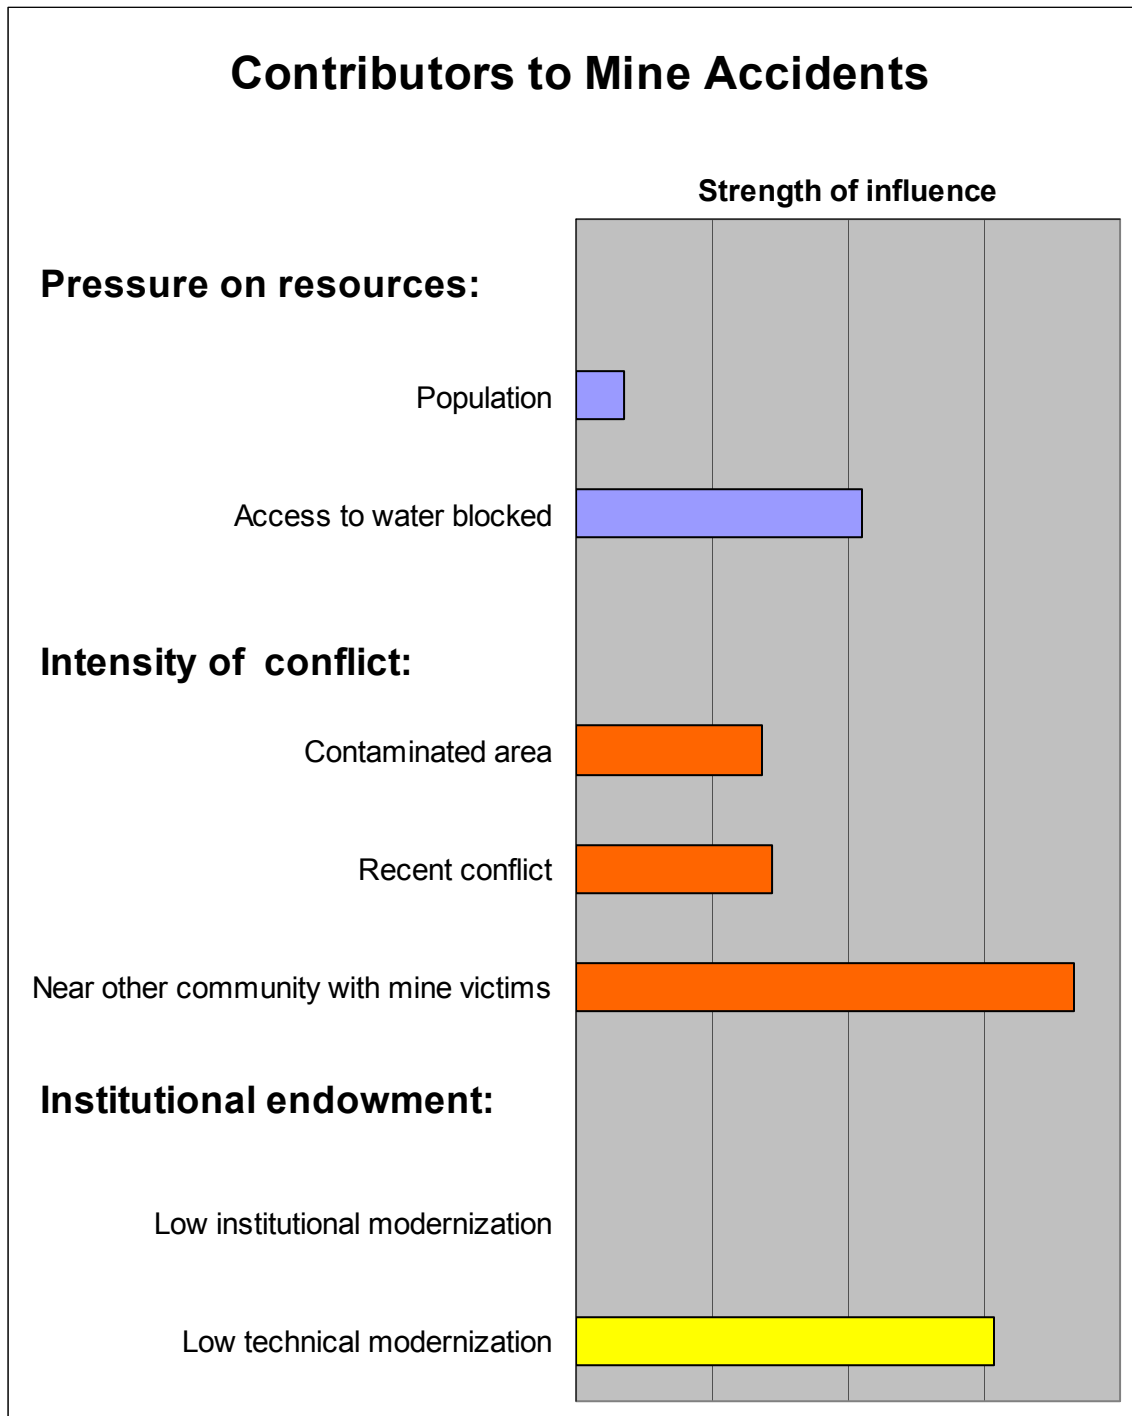 Contributors to Mine Accidents
Strength of influence
Pressure on resources:
Population
Access to water blocked
Intensity of  conflict:
Contaminated area
Recent conflict
Near other community with mine victims
Institutional endowment:
Low institutional modernization
Low technical modernization